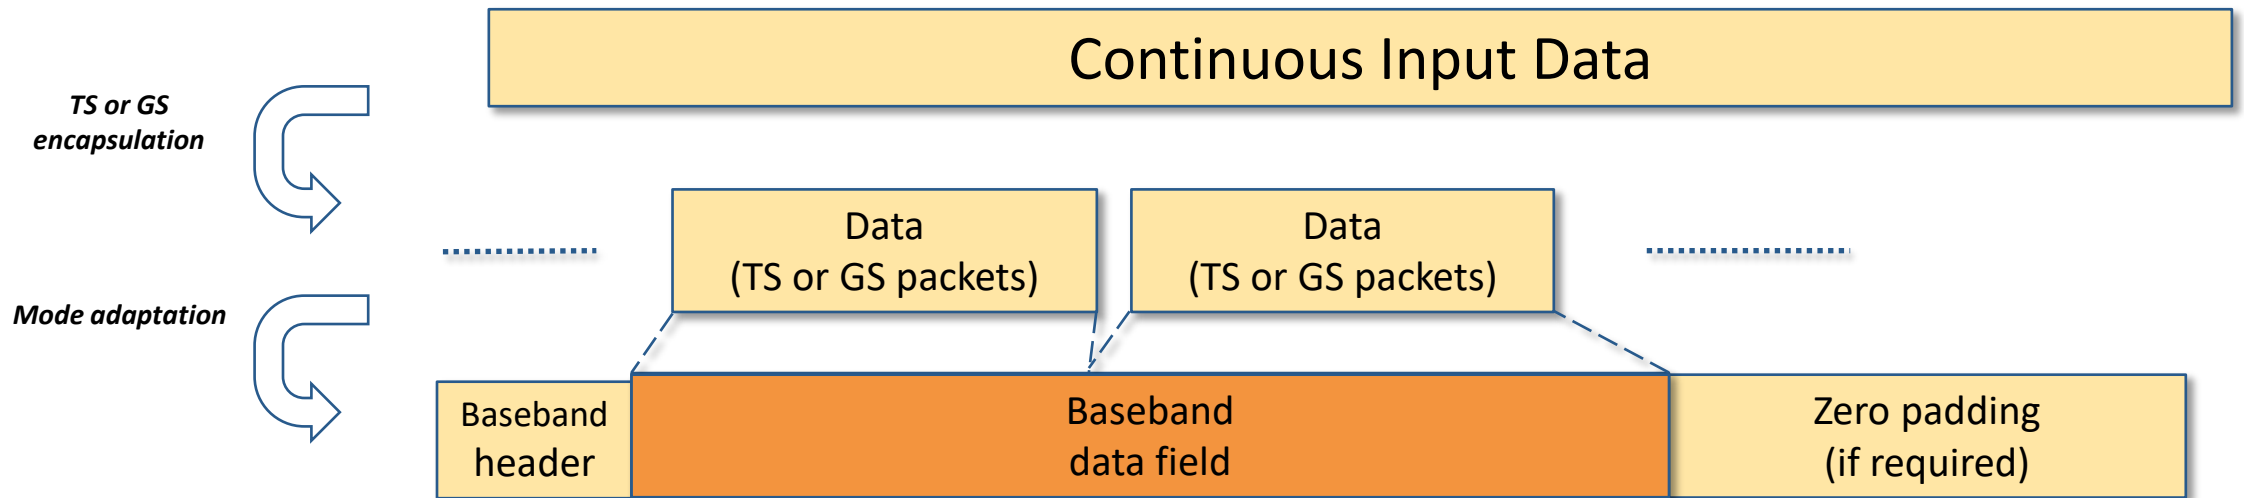 Continuous Input Data
TS or GS
encapsulation
Data
(TS or GS packets)
Data
(TS or GS packets)
Mode adaptation
Baseband
header
Baseband
data field
Zero padding
(if required)